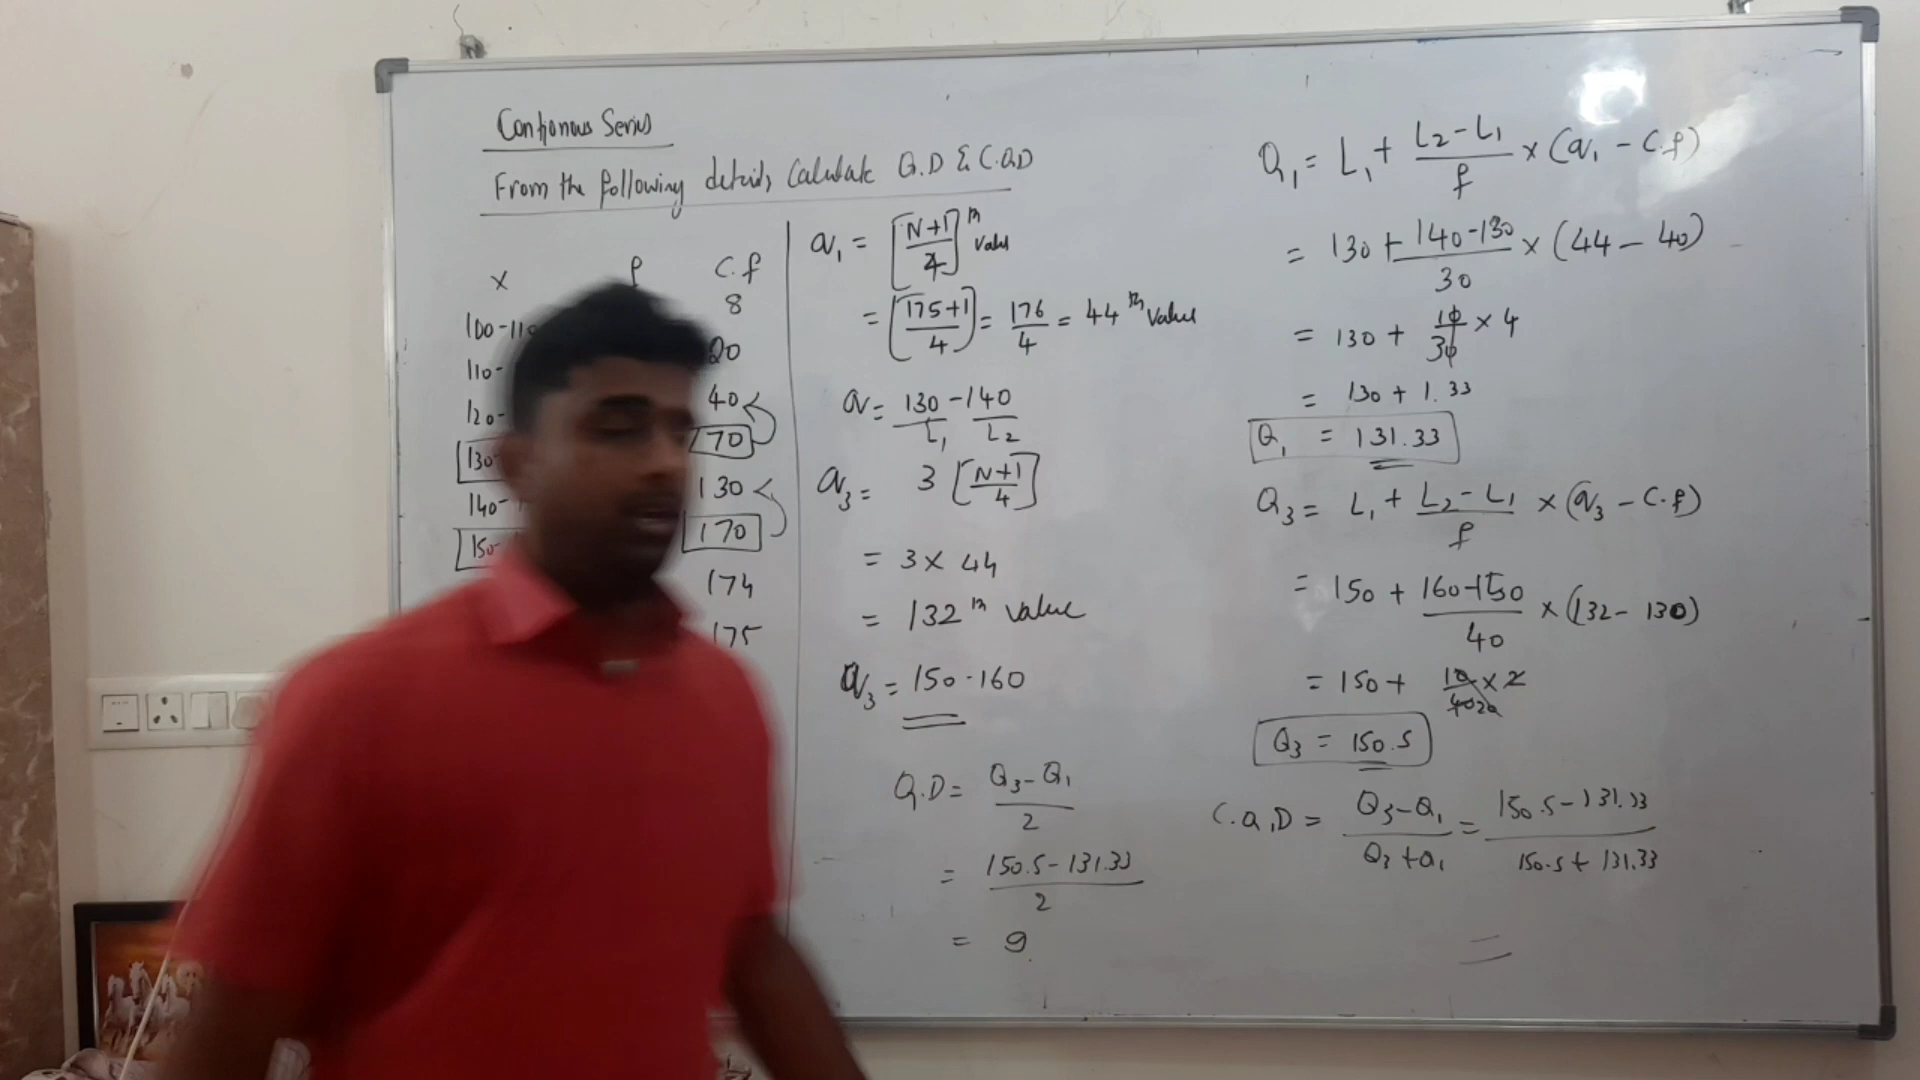 Continous Series
From the following details Calculate Q.D & C.Q.D
x f C.f
100-110 8
110- 20
120- 40
130- 70
140- 130
150- 170
174
175
Q₁ = [N+1/4]ᵗʰ Value
= [175+1/4] = 176/4 = 44ᵗʰ Value
Q = 130-140
L₁ L₂
Q₃ = 3 [N+1/4]
= 3 × 44
= 132ᵗʰ value
Q₃ = 150-160
Q.D = Q₃-Q₁/2
= 150.5-131.33/2
= 9.
Q₁ = L₁ + L₂-L₁/f × (q₁ - C.f)
= 130 + 140-130/30 × (44-40)
= 130 + 10/30 × 4
= 130 + 1.33
Q₁ = 131.33
Q₃ = L₁ + L₂-L₁/f × (q₃ - C.f)
= 150 + 160-150/40 × (132-130)
= 150 + 10/40 × 2
Q₃ = 150.5
C.Q.D = Q₃-Q₁/Q₃+Q₁ = 150.5-131.33/150.5+131.33
=